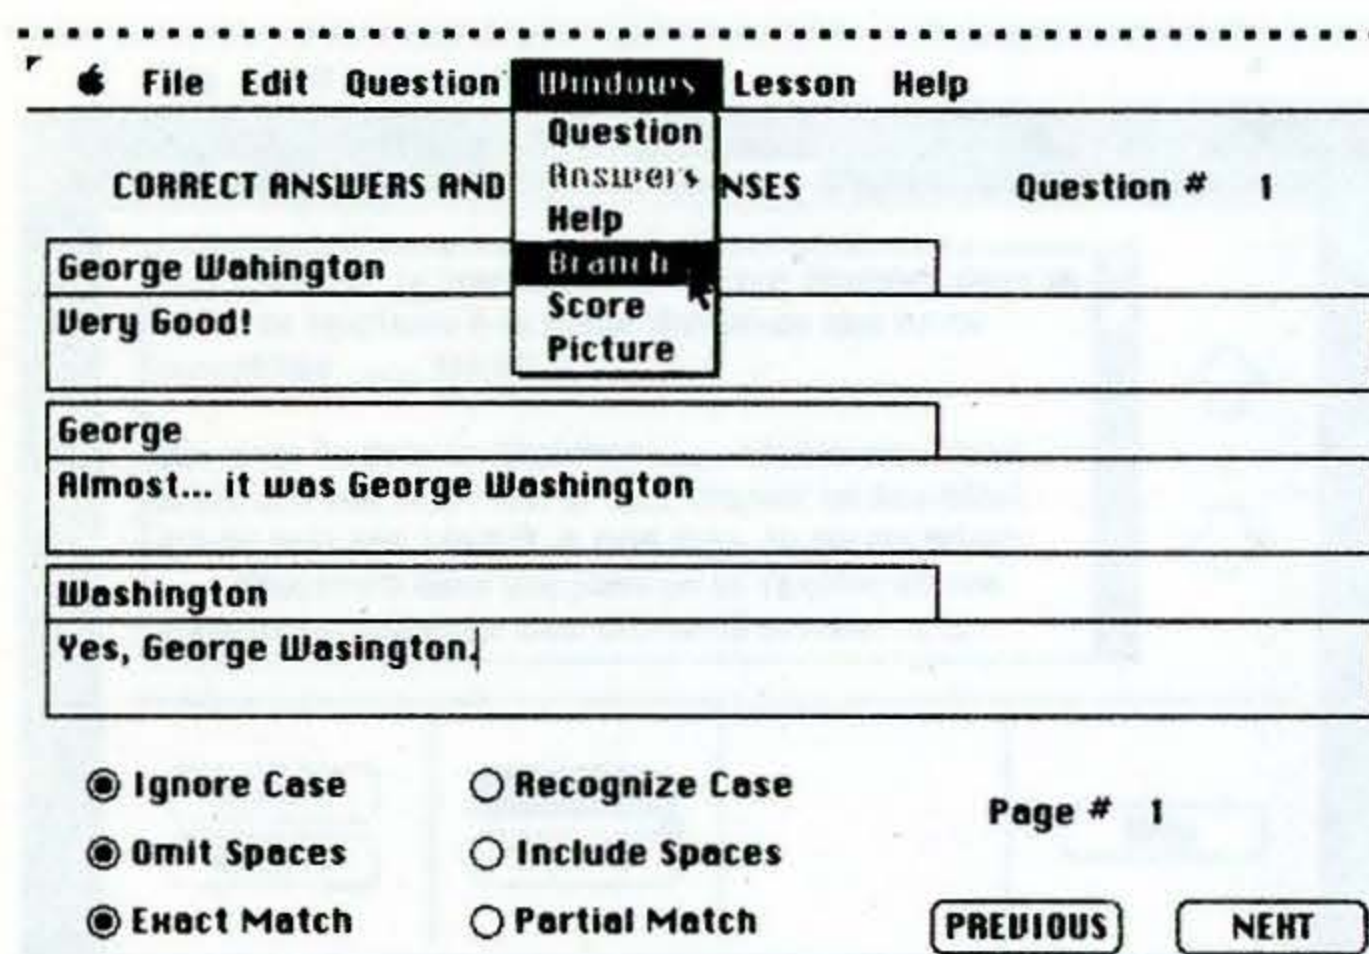 File Edit Question Windows Lesson Help
Question
Answers
Help
Branch
Score
Picture
CORRECT ANSWERS AND NSES Question # 1
George Wahington
Very Good!
George
Almost... it was George Washington
Washington
Yes, George Wasington.
Ignore Case Recognize Case
Omit Spaces Include Spaces
Exact Match Partial Match
Page # 1
PREVIOUS NEXT